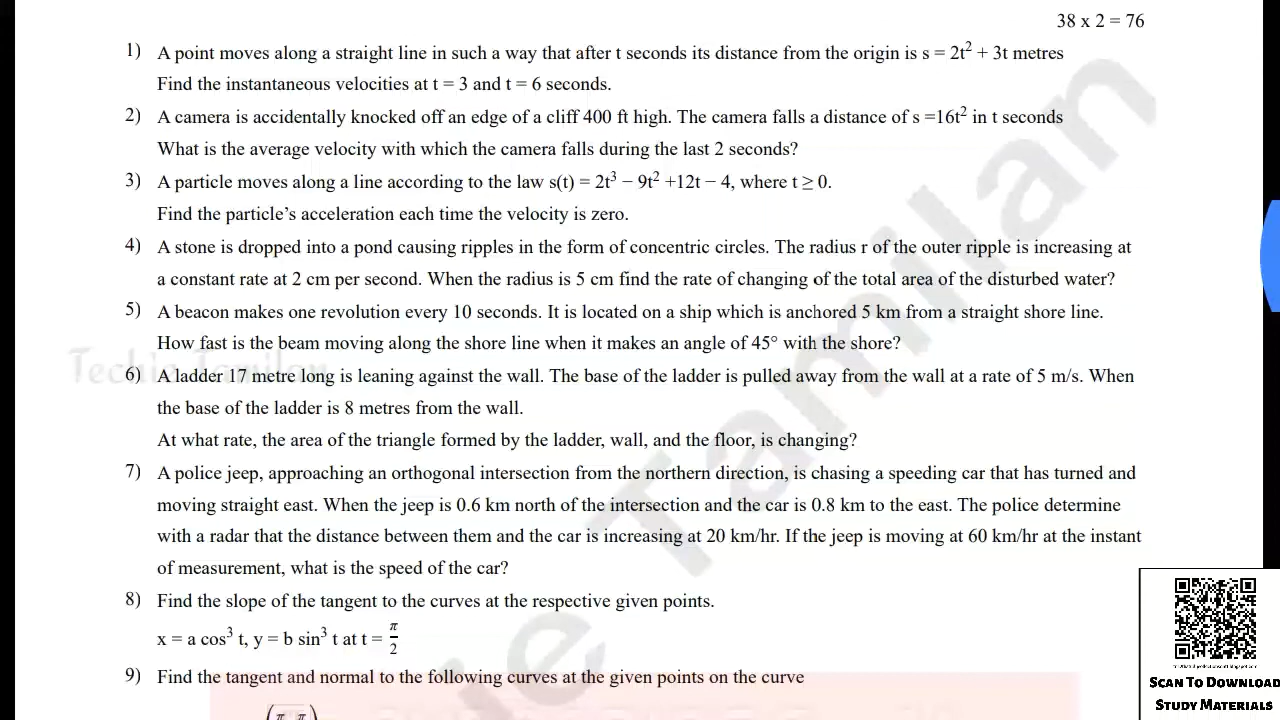 38 x 2 = 76
1) A point moves along a straight line in such a way that after t seconds its distance from the origin is s = 2t² + 3t metres
Find the instantaneous velocities at t = 3 and t = 6 seconds.
2) A camera is accidentally knocked off an edge of a cliff 400 ft high. The camera falls a distance of s =16t² in t seconds
What is the average velocity with which the camera falls during the last 2 seconds?
3) A particle moves along a line according to the law s(t) = 2t³ − 9t² +12t − 4, where t ≥ 0.
Find the particle’s acceleration each time the velocity is zero.
4) A stone is dropped into a pond causing ripples in the form of concentric circles. The radius r of the outer ripple is increasing at
a constant rate at 2 cm per second. When the radius is 5 cm find the rate of changing of the total area of the disturbed water?
5) A beacon makes one revolution every 10 seconds. It is located on a ship which is anchored 5 km from a straight shore line.
How fast is the beam moving along the shore line when it makes an angle of 45° with the shore?
Techie Tamilan
6) A ladder 17 metre long is leaning against the wall. The base of the ladder is pulled away from the wall at a rate of 5 m/s. When
the base of the ladder is 8 metres from the wall.
At what rate, the area of the triangle formed by the ladder, wall, and the floor, is changing?
7) A police jeep, approaching an orthogonal intersection from the northern direction, is chasing a speeding car that has turned and
moving straight east. When the jeep is 0.6 km north of the intersection and the car is 0.8 km to the east. The police determine
with a radar that the distance between them and the car is increasing at 20 km/hr. If the jeep is moving at 60 km/hr at the instant
of measurement, what is the speed of the car?
8) Find the slope of the tangent to the curves at the respective given points.
x = a cos³ t, y = b sin³ t at t = π/2
9) Find the tangent and normal to the following curves at the given points on the curve
Tamilan
SCAN TO DOWNLOAD
STUDY MATERIALS